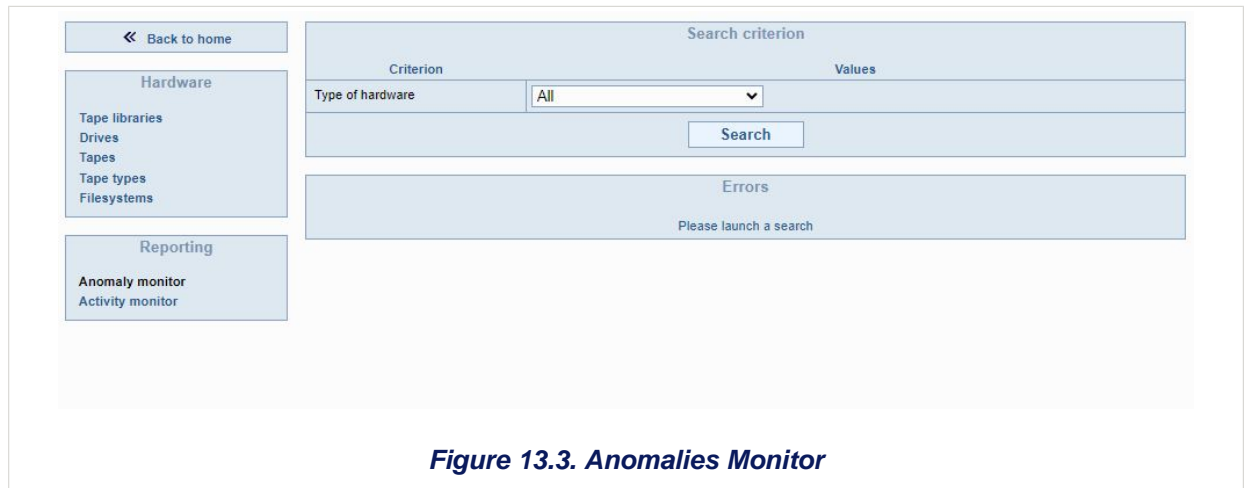 « Back to home
Hardware
Tape libraries
Drives
Tapes
Tape types
Filesystems
Reporting
Anomaly monitor
Activity monitor
Search criterion
Criterion Values
Type of hardware All
Search
Errors
Please launch a search
Figure 13.3. Anomalies Monitor